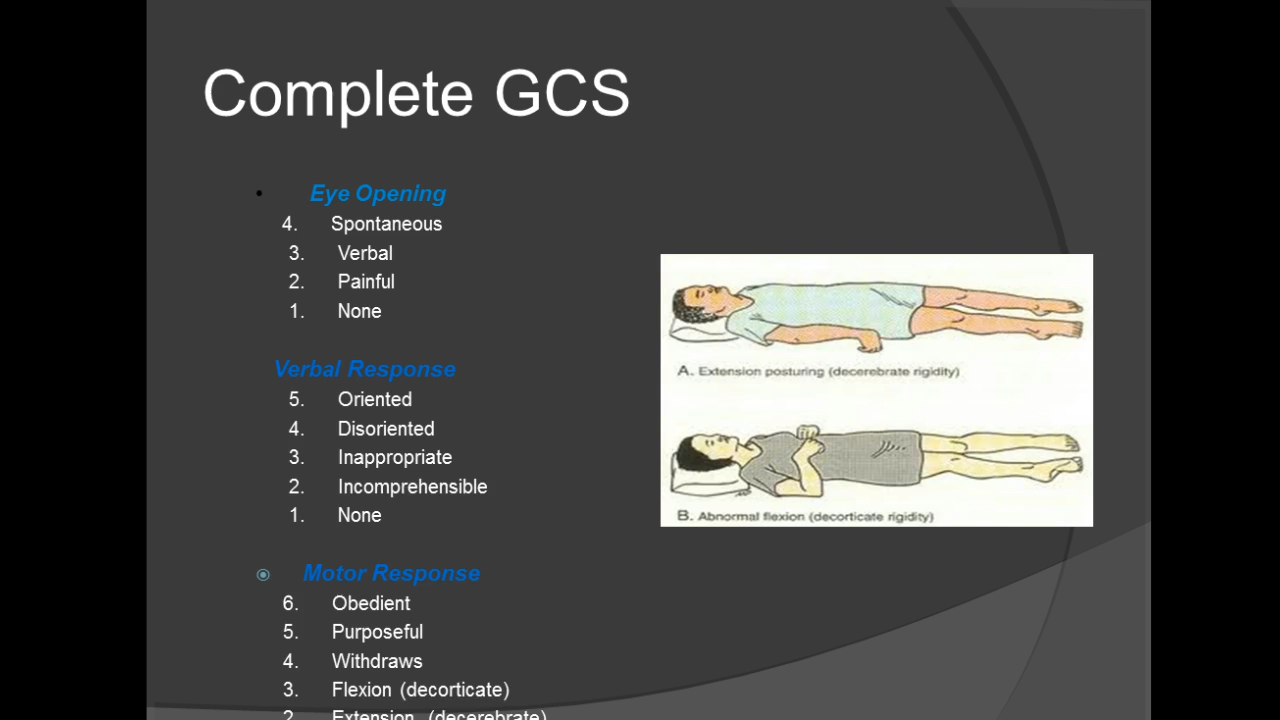 Complete GCS
• Eye Opening
4. Spontaneous
3. Verbal
2. Painful
1. None
Verbal Response
5. Oriented
4. Disoriented
3. Inappropriate
2. Incomprehensible
1. None
Motor Response
6. Obedient
5. Purposeful
4. Withdraws
3. Flexion (decorticate)
2. Extension (decerebrate)
A. Extension posturing (decerebrate rigidity)
B. Abnormal flexion (decorticate rigidity)